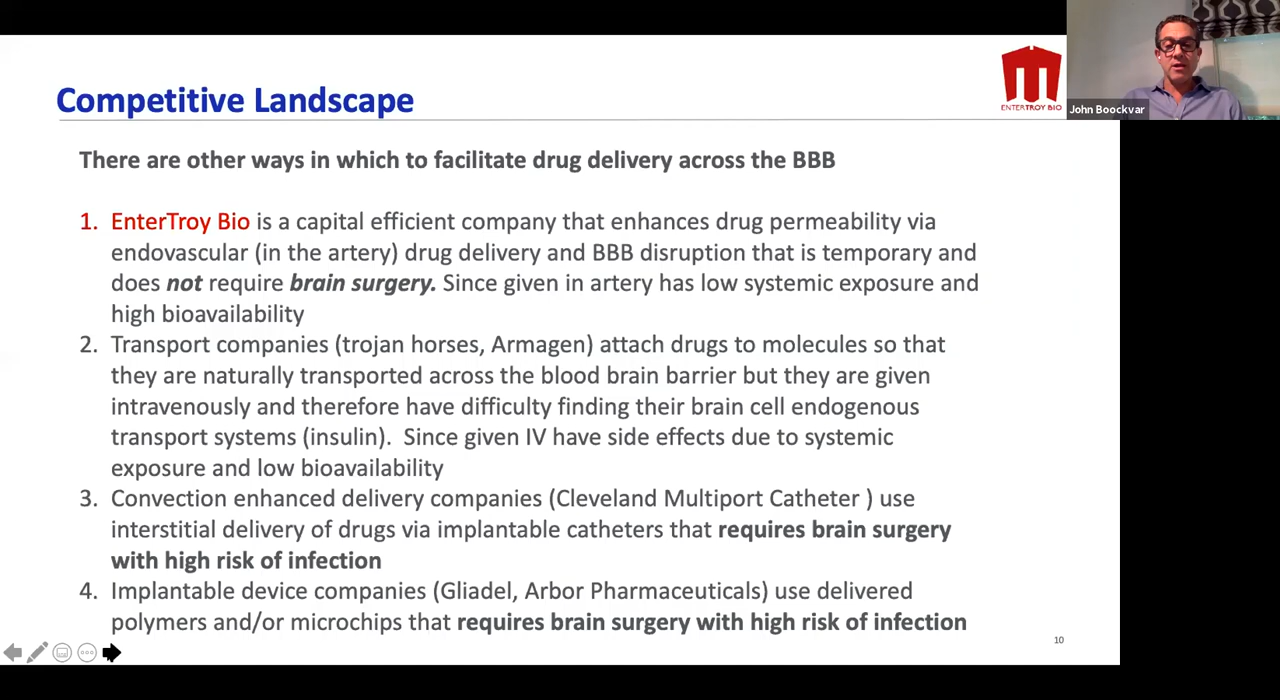 Competitive Landscape
ENTERTROY BIO
John Boockvar
There are other ways in which to facilitate drug delivery across the BBB
1. EnterTroy Bio is a capital efficient company that enhances drug permeability via
endovascular (in the artery) drug delivery and BBB disruption that is temporary and
does not require brain surgery. Since given in artery has low systemic exposure and
high bioavailability
2. Transport companies (trojan horses, Armagen) attach drugs to molecules so that
they are naturally transported across the blood brain barrier but they are given
intravenously and therefore have difficulty finding their brain cell endogenous
transport systems (insulin). Since given IV have side effects due to systemic
exposure and low bioavailability
3. Convection enhanced delivery companies (Cleveland Multiport Catheter ) use
interstitial delivery of drugs via implantable catheters that requires brain surgery
with high risk of infection
4. Implantable device companies (Gliadel, Arbor Pharmaceuticals) use delivered
polymers and/or microchips that requires brain surgery with high risk of infection
10